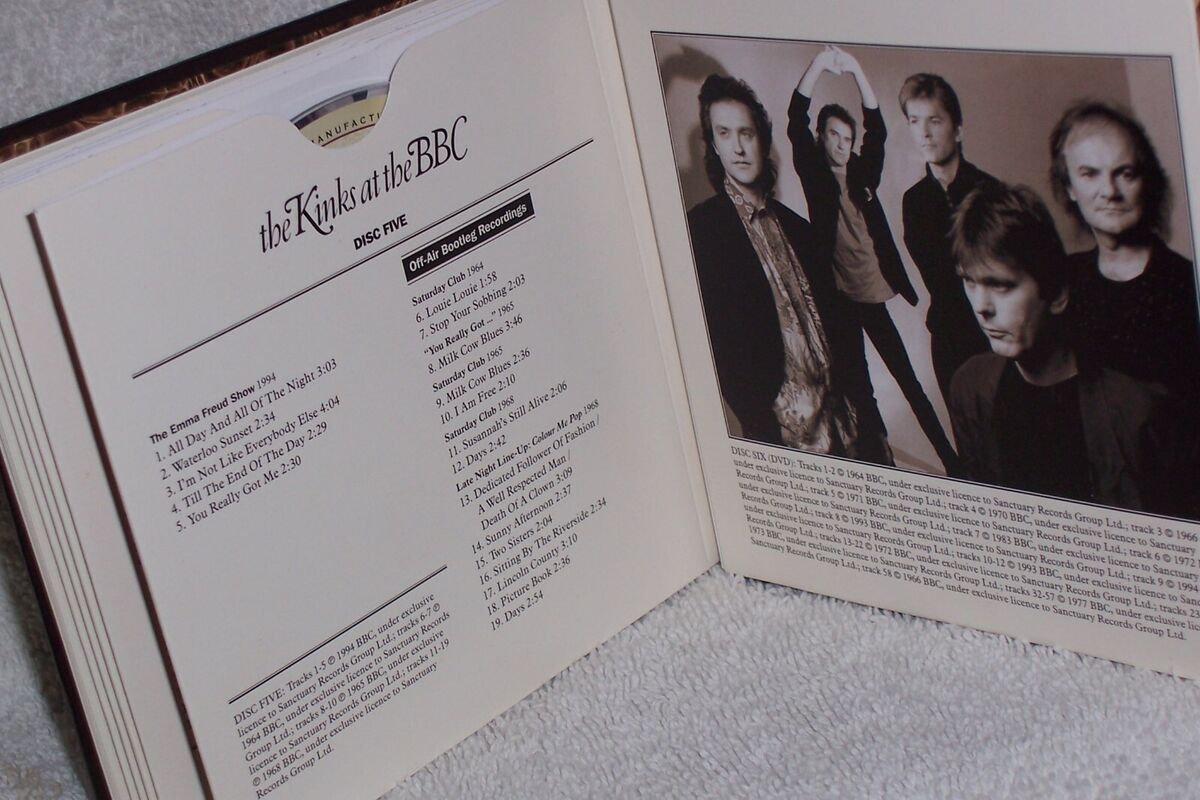 MANUFACTU
the Kinks at the BBC
DISC FIVE
The Emma Freud Show 1994
1. All Day And All Of The Night 3:03
2. Waterloo Sunset 2:34
3. I'm Not Like Everybody Else 4:04
4. Till The End Of The Day 2:29
5. You Really Got Me 2:30
Off-Air Bootleg Recordings
Saturday Club 1964
6. Louie Louie 1:58
7. Stop Your Sobbing 2:03
"You Really Got ..." 1965
8. Milk Cow Blues 3:46
Saturday Club 1965
9. Milk Cow Blues 2:36
10. I Am Free 2:10
Saturday Club 1968
11. Susannah's Still Alive 2:06
12. Days 2:42
Late Night Line-Up: Colour Me Pop 1968
13. Dedicated Follower Of Fashion /
A Well Respected Man /
Death Of A Clown 3:09
14. Sunny Afternoon 2:37
15. Two Sisters 2:04
16. Sitting By The Riverside 2:34
17. Lincoln County 3:10
18. Picture Book 2:36
19. Days 2:54
DISC FIVE: Tracks 1-5 ℗ 1994 BBC, under exclusive
licence to Sanctuary Records Group Ltd.; tracks 6-7 ℗
1964 BBC, under exclusive licence to Sanctuary Records
Group Ltd.; tracks 8-10 ℗ 1965 BBC, under exclusive
licence to Sanctuary Records Group Ltd.; tracks 11-19
℗ 1968 BBC, under exclusive licence to Sanctuary
Records Group Ltd.
DISC SIX (DVD): Tracks 1-2 © 1964 BBC, under exclusive licence to Sanctuary Records Group Ltd.; track 3 © 1966
under exclusive licence to Sanctuary Records Group Ltd.; track 4 © 1970 BBC, under exclusive licence to Sanctuary
Records Group Ltd.; track 5 © 1971 BBC, under exclusive licence to Sanctuary Records Group Ltd.; track 6 © 1972
under exclusive licence to Sanctuary Records Group Ltd.; track 7 © 1983 BBC, under exclusive licence to Sanctuary
Records Group Ltd.; track 8 © 1993 BBC, under exclusive licence to Sanctuary Records Group Ltd.; track 9 ©
under exclusive licence to Sanctuary Records Group Ltd.; tracks 10-12 © 1993 BBC, under exclusive licence to Sanctuary
Records Group Ltd.; tracks 13-22 © 1972 BBC, under exclusive licence to Sanctuary Records Group Ltd.; tracks 23
1973 BBC, under exclusive licence to Sanctuary Records Group Ltd.; tracks 32-57 © 1977 BBC, under exclusive
Sanctuary Records Group Ltd.; track 58 © 1966 BBC, under exclusive licence to Sanctuary Records Group Ltd.